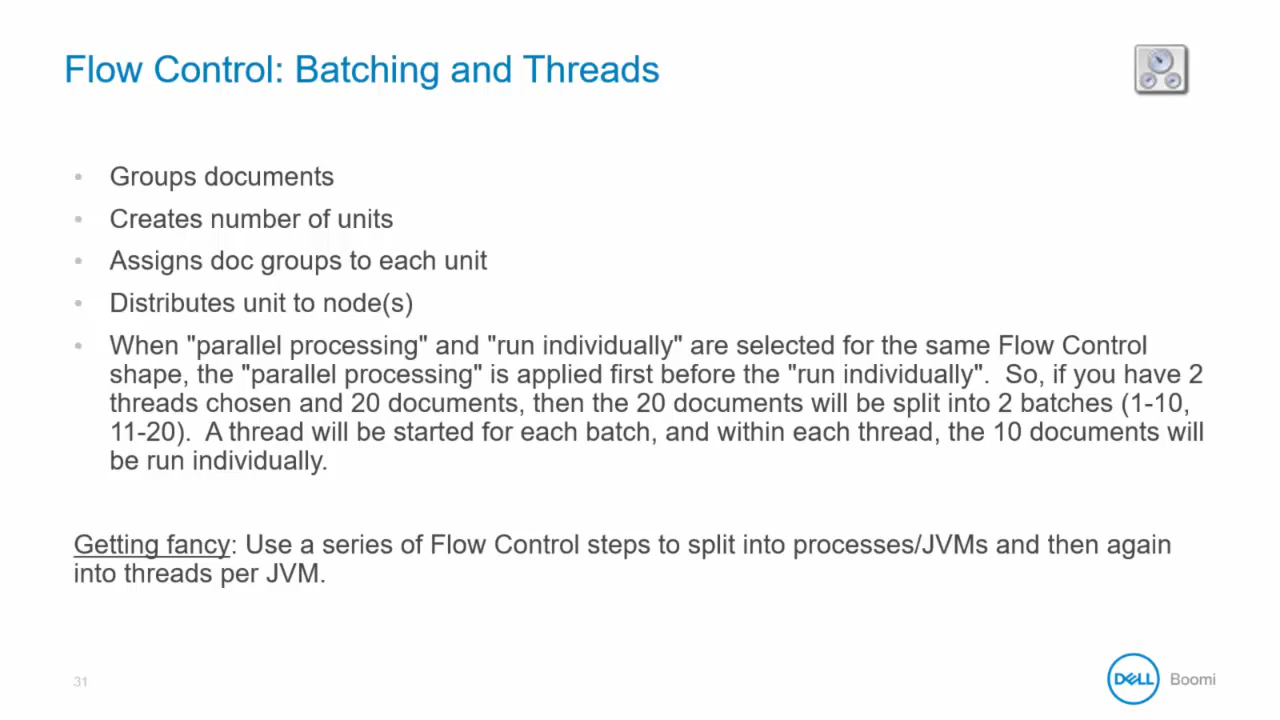 Flow Control: Batching and Threads
• Groups documents
• Creates number of units
• Assigns doc groups to each unit
• Distributes unit to node(s)
• When "parallel processing" and "run individually" are selected for the same Flow Control
shape, the "parallel processing" is applied first before the "run individually".  So, if you have 2
threads chosen and 20 documents, then the 20 documents will be split into 2 batches (1-10,
11-20).  A thread will be started for each batch, and within each thread, the 10 documents will
be run individually.
Getting fancy: Use a series of Flow Control steps to split into processes/JVMs and then again
into threads per JVM.
31
DELL Boomi